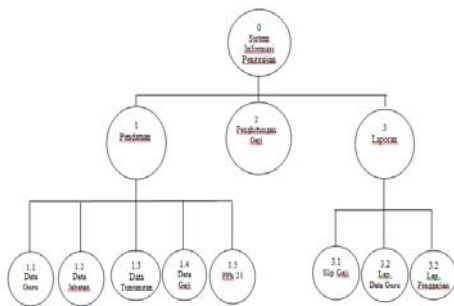 0
Sistem
Informasi
Penggajian
1
Pendataan
2
Penghitungan
Gaji
3
Laporan
1.1
Data
Guru
1.2
Data
Jabatan
1.3
Data
Tunjangan
1.4
Data
Gaji
1.5
PPh 21
3.1
Slip Gaji
3.2
Lap.
Data Guru
3.2
Lap.
Penggajian